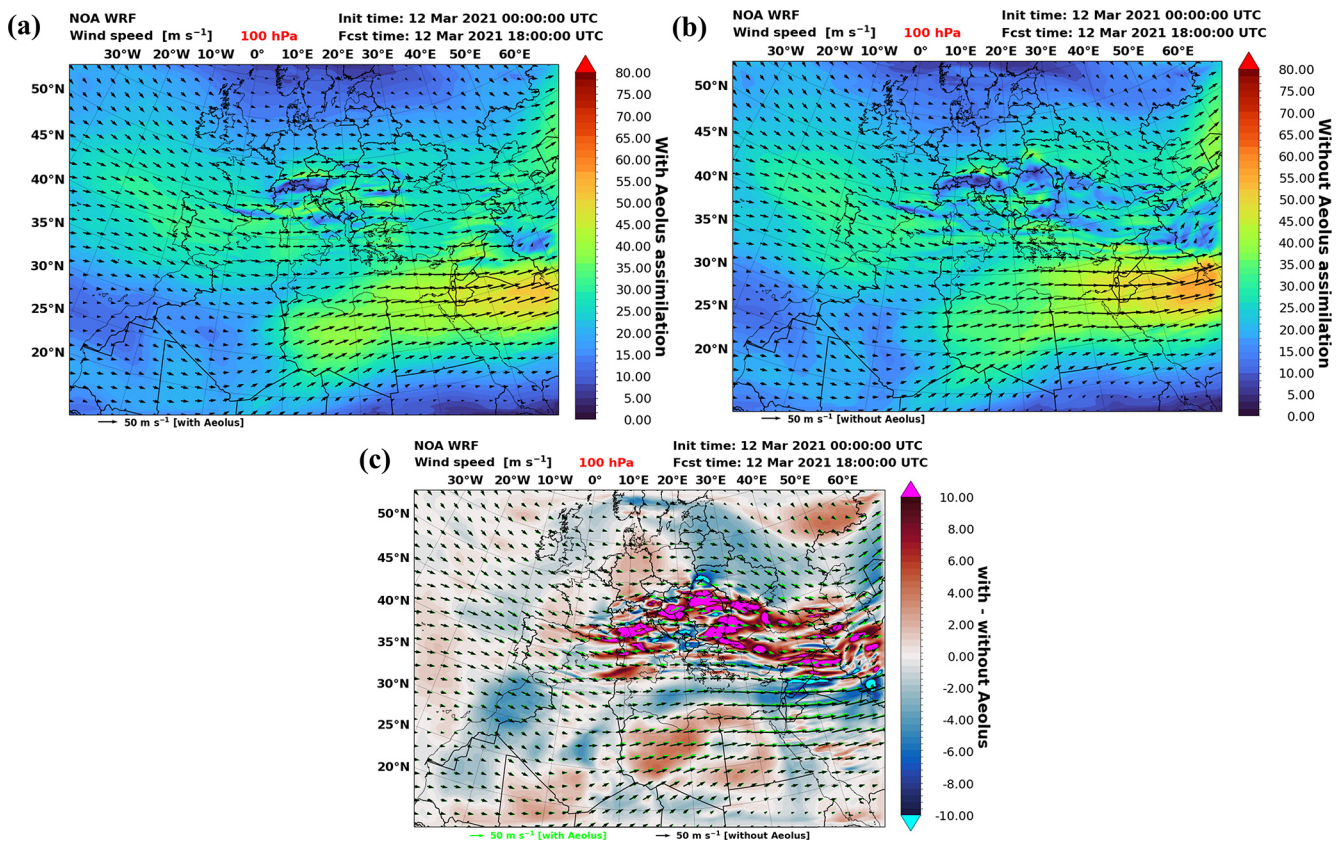 (a)
NOA WRF Init time: 12 Mar 2021 00:00:00 UTC
Wind speed [m s⁻¹] 100 hPa Fcst time: 12 Mar 2021 18:00:00 UTC
30°W 20°W 10°W 0° 10°E 20°E 30°E 40°E 50°E 60°E
50°N
45°N
40°N
35°N
30°N
25°N
20°N
80.00
75.00
70.00
65.00
60.00
55.00
50.00
45.00
40.00
35.00
30.00
25.00
20.00
15.00
10.00
5.00
0.00
With Aeolus assimilation
50 m s⁻¹ [with Aeolus]
(b)
NOA WRF Init time: 12 Mar 2021 00:00:00 UTC
Wind speed [m s⁻¹] 100 hPa Fcst time: 12 Mar 2021 18:00:00 UTC
30°W 20°W 10°W 0° 10°E 20°E 30°E 40°E 50°E 60°E
50°N
45°N
40°N
35°N
30°N
25°N
20°N
80.00
75.00
70.00
65.00
60.00
55.00
50.00
45.00
40.00
35.00
30.00
25.00
20.00
15.00
10.00
5.00
0.00
Without Aeolus assimilation
50 m s⁻¹ [without Aeolus]
(c)
NOA WRF Init time: 12 Mar 2021 00:00:00 UTC
Wind speed [m s⁻¹] 100 hPa Fcst time: 12 Mar 2021 18:00:00 UTC
30°W 20°W 10°W 0° 10°E 20°E 30°E 40°E 50°E 60°E
50°N
45°N
40°N
35°N
30°N
25°N
20°N
10.00
8.00
6.00
4.00
2.00
0.00
-2.00
-4.00
-6.00
-8.00
-10.00
with - without Aeolus
50 m s⁻¹ [with Aeolus] 50 m s⁻¹ [without Aeolus]